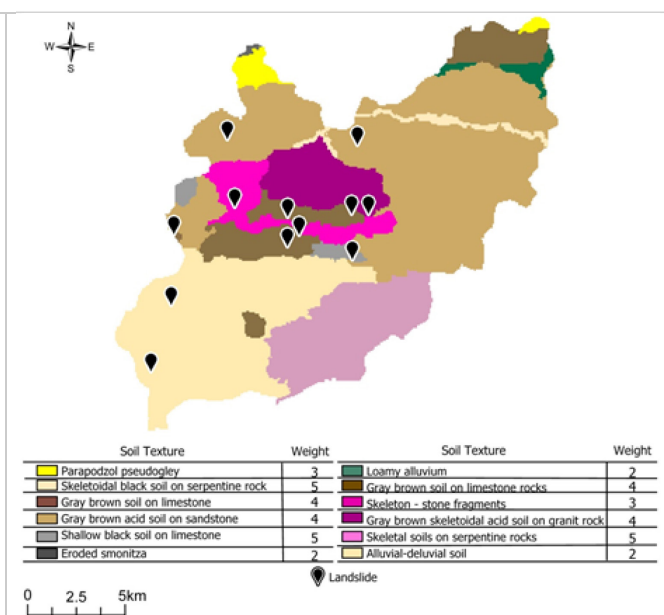 N
W E
S
Soil Texture Weight Soil Texture Weight
Parapodzol pseudogley 3 Loamy alluvium 2
Skeletoidal black soil on serpentine rock 5 Gray brown soil on limestone rocks 4
Gray brown soil on limestone 4 Skeleton - stone fragments 3
Gray brown acid soil on sandstone 4 Gray brown skeletoidal acid soil on granit rock 4
Shallow black soil on limestone 5 Skeletal soils on serpentine rocks 5
Eroded smonitza 2 Alluvial-deluvial soil 2
Landslide
0 2.5 5km